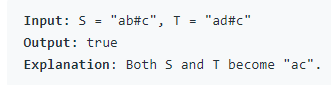 Input: S = "ab#c", T = "ad#c"
Output: true
Explanation: Both S and T become "ac".